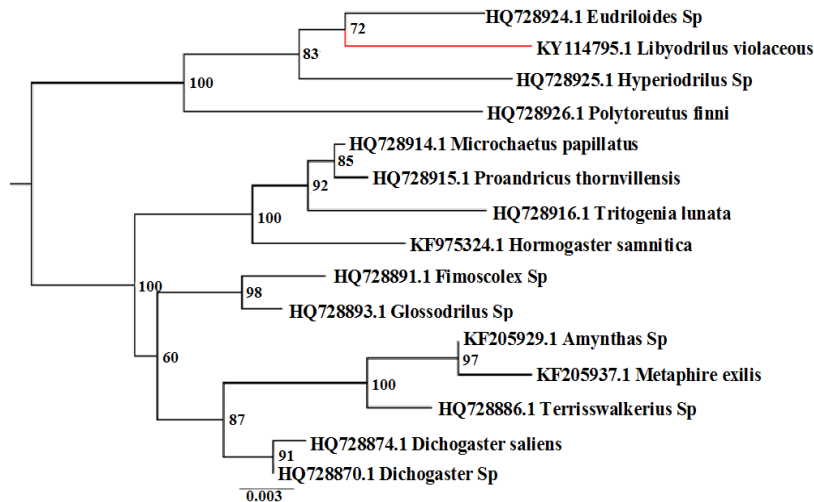 HQ728924.1 Eudriloides Sp
72
KY114795.1 Libyodrilus violaceous
83
HQ728925.1 Hyperiodrilus Sp
100
HQ728926.1 Polytoreutus finni
HQ728914.1 Microchaetus papillatus
85
HQ728915.1 Proandricus thornvillensis
92
HQ728916.1 Tritogenia lunata
100
KF975324.1 Hormogaster samnitica
HQ728891.1 Fimoscolex Sp
100
98
HQ728893.1 Glossodrilus Sp
KF205929.1 Amynthas Sp
60
97
KF205937.1 Metaphire exilis
100
HQ728886.1 Terrisswalkerius Sp
87
HQ728874.1 Dichogaster saliens
91
HQ728870.1 Dichogaster Sp
0.003